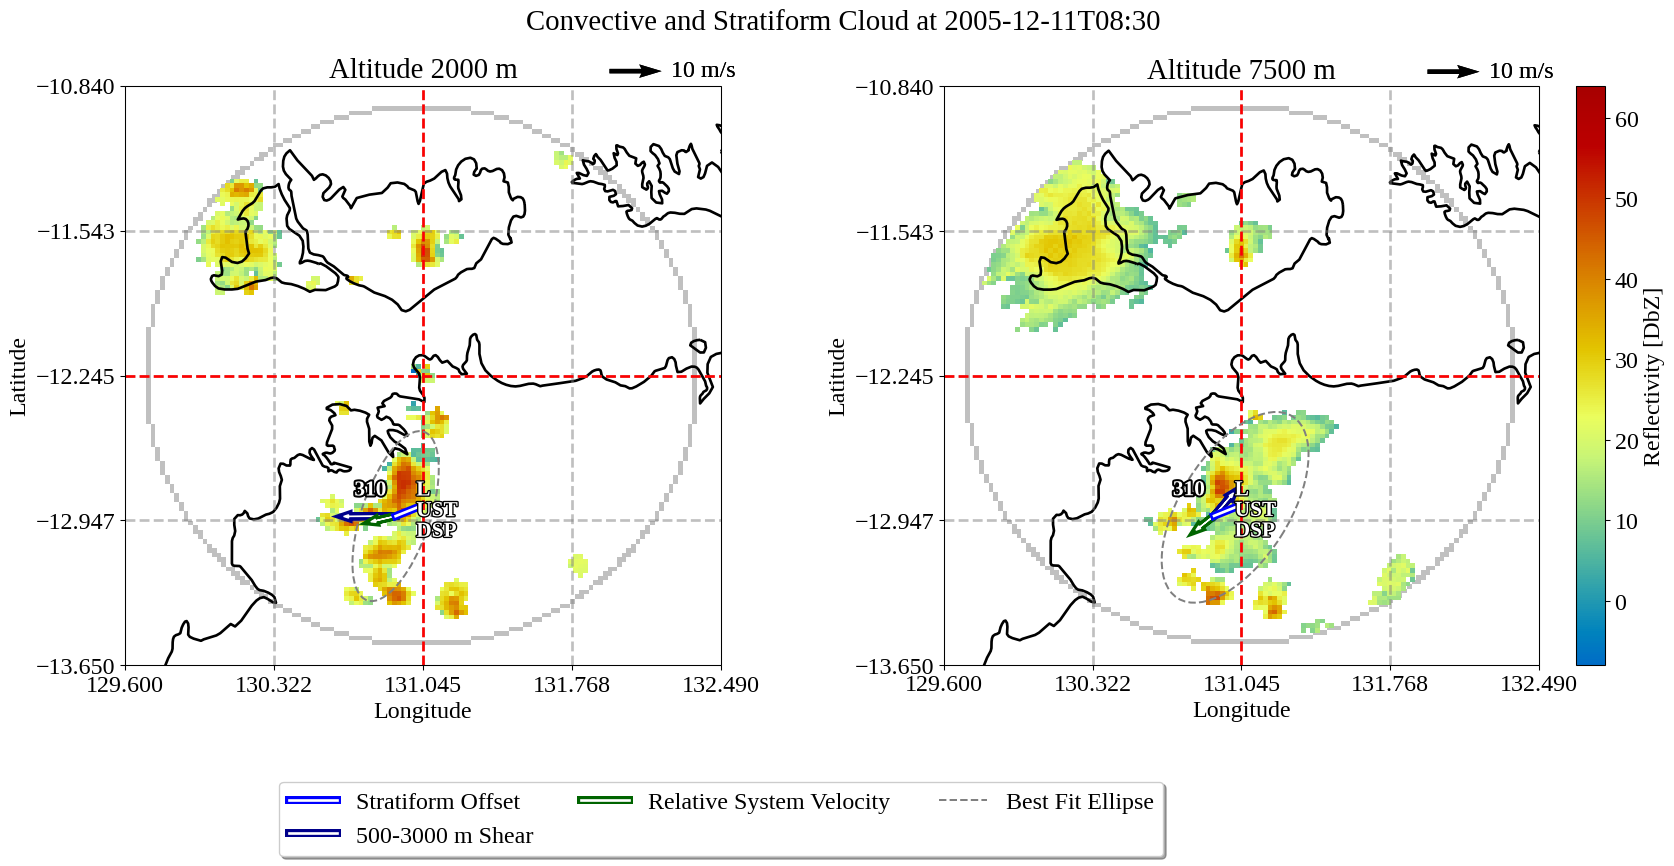 Convective and Stratiform Cloud at 2005-12-11T08:30
Altitude 2000 m
10 m/s
−10.840
−11.543
−12.245
−12.947
−13.650
129.600
130.322
131.045
131.768
132.490
Latitude
Longitude
310
L
UST
DSP
Altitude 7500 m
10 m/s
−10.840
−11.543
−12.245
−12.947
−13.650
129.600
130.322
131.045
131.768
132.490
Latitude
Longitude
310
L
UST
DSP
60
50
40
30
20
10
0
Reflectivity [DbZ]
Stratiform Offset
500-3000 m Shear
Relative System Velocity
Best Fit Ellipse